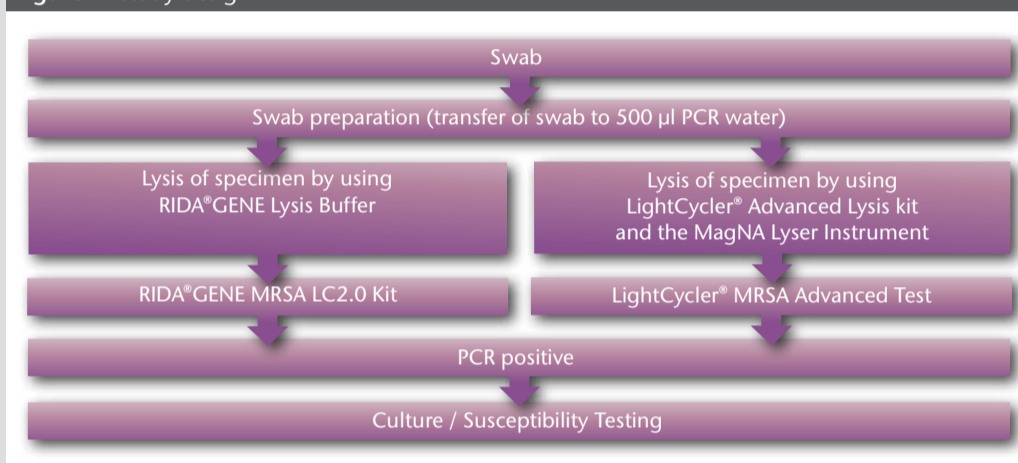 Swab
Swab preparation (transfer of swab to 500 µl PCR water)
Lysis of specimen by using
RIDA®GENE Lysis Buffer
Lysis of specimen by using
LightCycler® Advanced Lysis kit
and the MagNA Lyser Instrument
RIDA®GENE MRSA LC2.0 Kit
LightCycler® MRSA Advanced Test
PCR positive
Culture / Susceptibility Testing